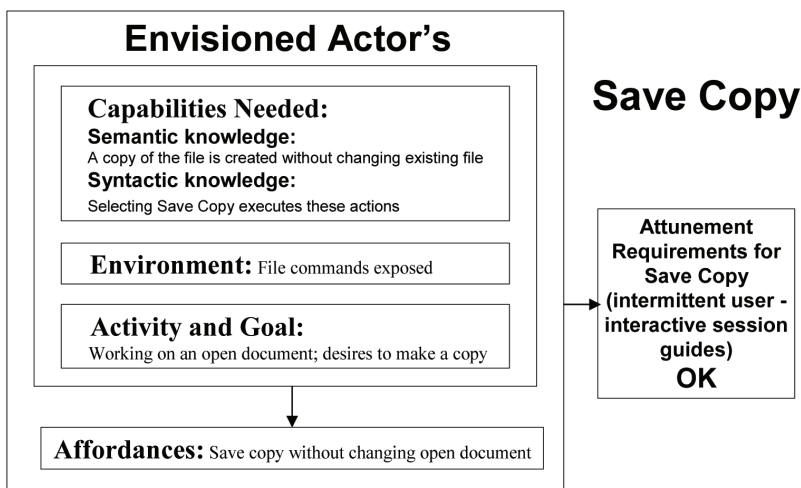 Envisioned Actor's
Capabilities Needed:
Semantic knowledge:
A copy of the file is created without changing existing file
Syntactic knowledge:
Selecting Save Copy executes these actions
Environment: File commands exposed
Activity and Goal:
Working on an open document; desires to make a copy
Affordances: Save copy without changing open document
Save Copy
Attunement
Requirements for
Save Copy
(intermittent user -
interactive session
guides)
OK